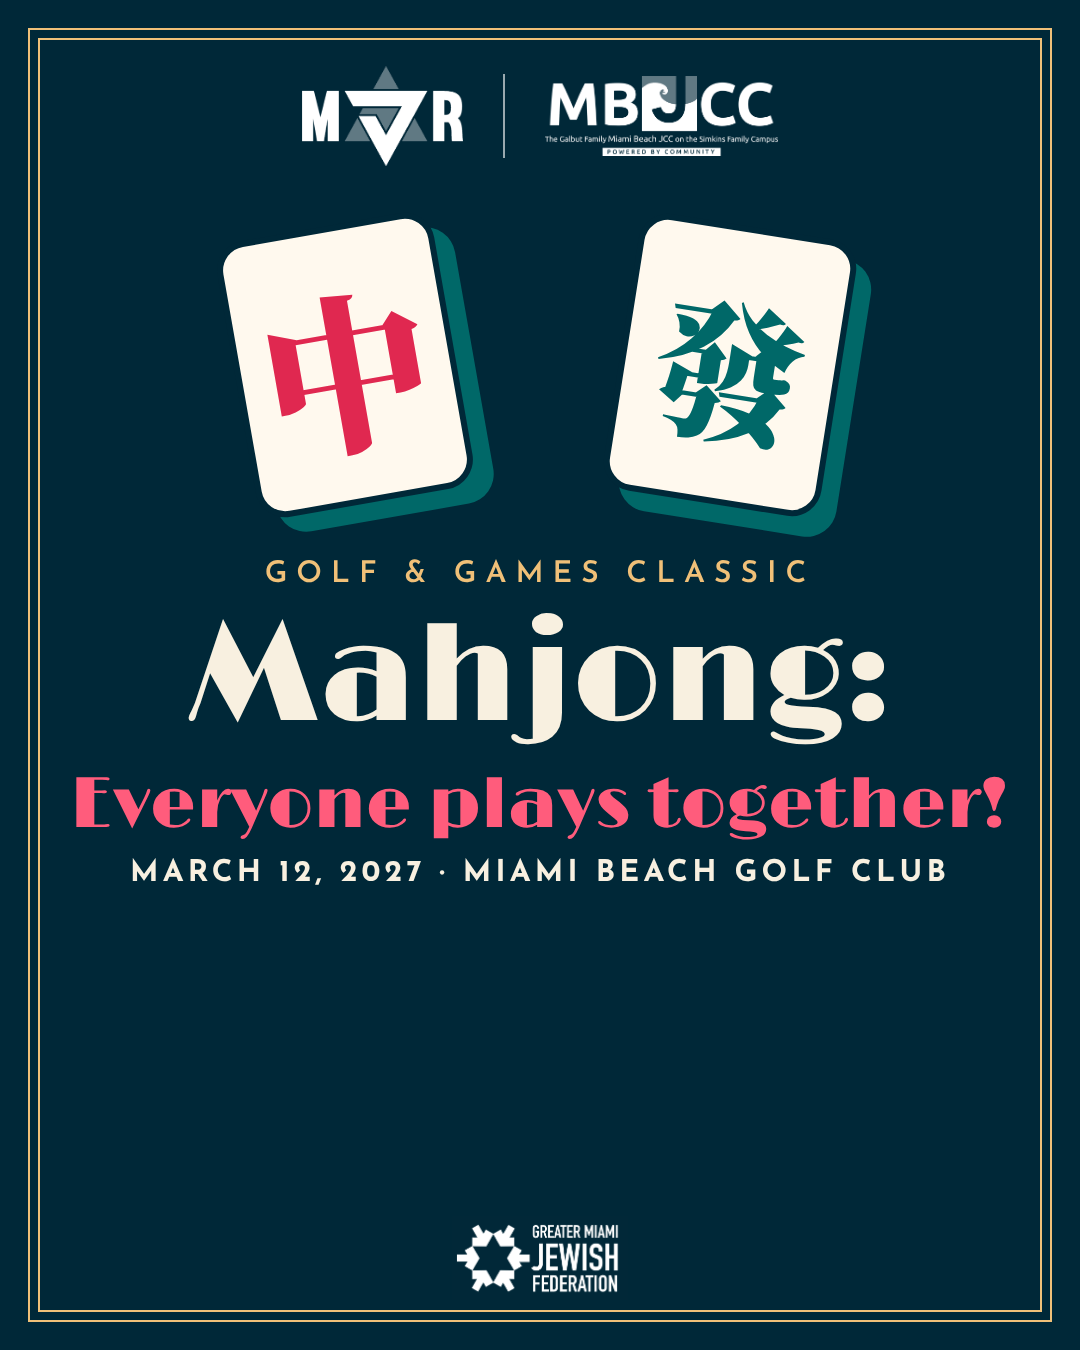 M R
MBJCC
The Galbut Family Miami Beach JCC on the Simkins Family Campus
POWERED BY COMMUNITY
中
發
GOLF & GAMES CLASSIC
Mahjong:
Everyone plays together!
MARCH 12, 2027 · MIAMI BEACH GOLF CLUB
GREATER MIAMI
JEWISH
FEDERATION